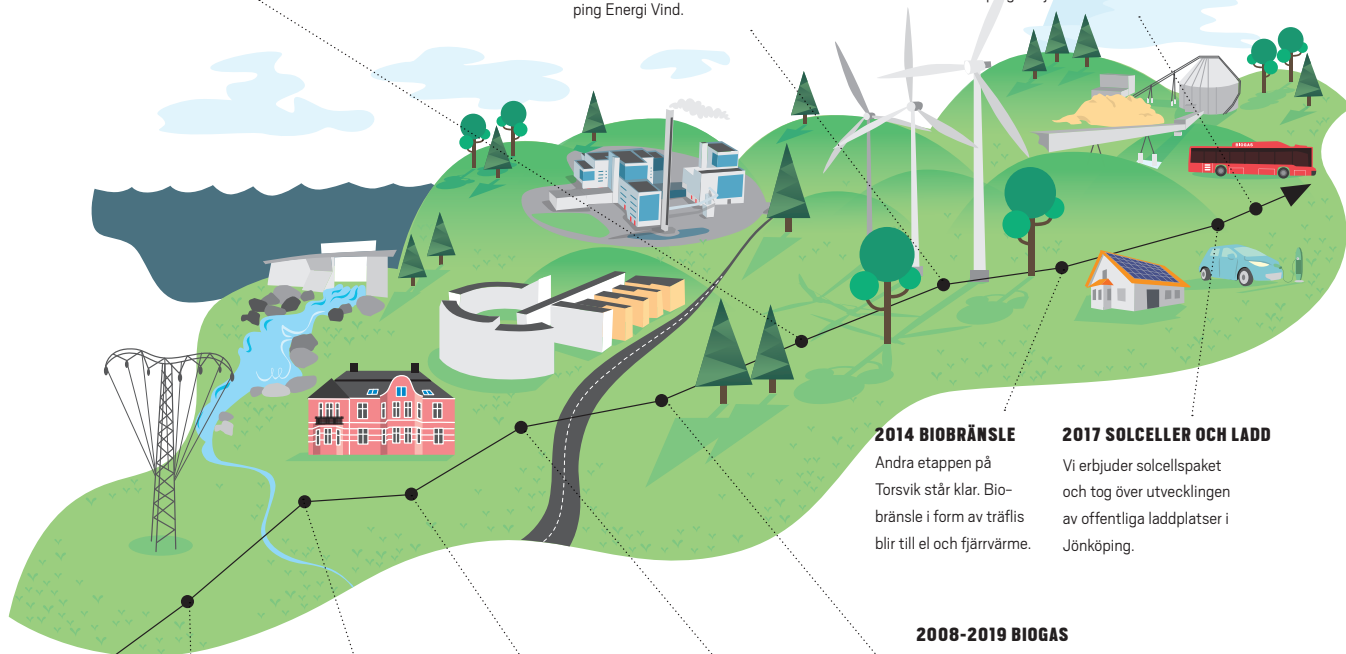 ping Energi Vind.
BIOGAS
2014 BIOBRÄNSLE
Andra etappen på
Torsvik står klar. Bio-
bränsle i form av träflis
blir till el och fjärrvärme.
2017 SOLCELLER OCH LADD
Vi erbjuder solcellspaket
och tog över utvecklingen
av offentliga laddplatser i
Jönköping.
2008-2019 BIOGAS